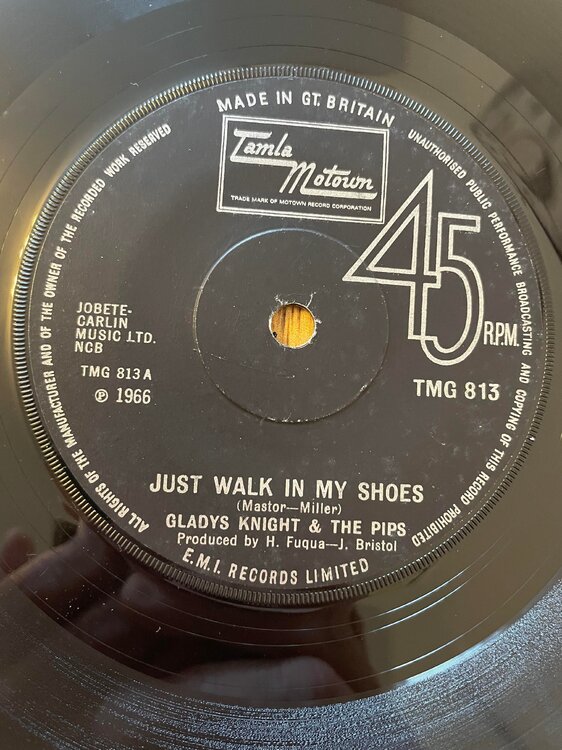 MADE IN GT. BRITAIN
UNAUTHORISED PUBLIC PERFORMANCE BROADCASTING AND COPYING OF THIS RECORD PROHIBITED
ALL RIGHTS OF THE MANUFACTURER AND OF THE OWNER OF THE RECORDED WORK RESERVED
Tamla
Motown
TRADE MARK OF MOTOWN RECORD CORPORATION
45
R.P.M.
JOBETE-
CARLIN
MUSIC LTD.
NCB
TMG 813A
℗ 1966
TMG 813
JUST WALK IN MY SHOES
(Mastor—Miller)
GLADYS KNIGHT & THE PIPS
Produced by H. Fuqua—J. Bristol
E.M.I. RECORDS LIMITED